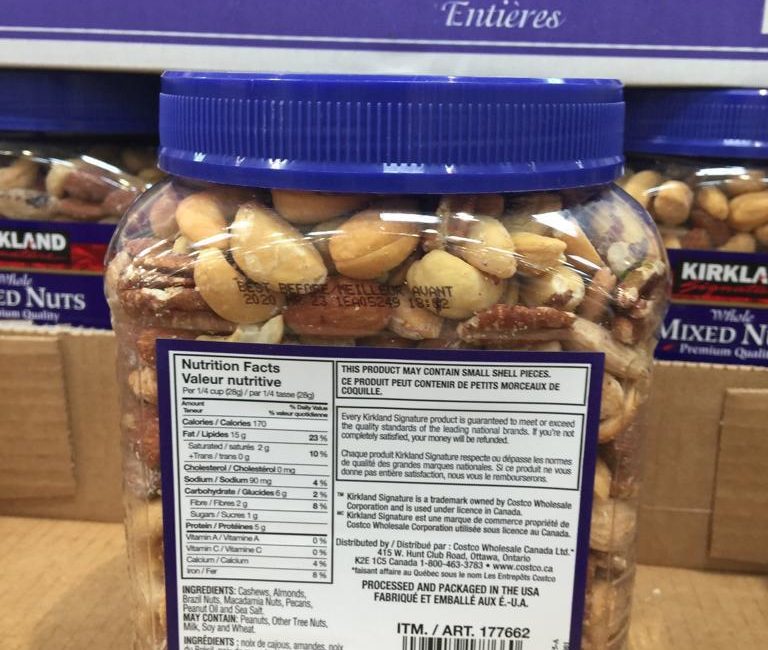 Entières
KLAND
Whole
ED NUTS
ium Quality
KIRKLA
Signature
Whole
MIXED N
Premium Quali
BEST BEFORE/MEILLEUR AVANT
2020 23 1EA05249 18:02
Nutrition Facts
Valeur nutritive
Per 1/4 cup (28g) / par 1/4 tasse (28g)
Amount % Daily Value
Teneur % valeur quotidienne
Calories / Calories 170
Fat / Lipides 15 g 23 %
Saturated / saturés 2 g
+Trans / trans 0 g 10 %
Cholesterol / Cholestérol 0 mg
Sodium / Sodium 90 mg 4 %
Carbohydrate / Glucides 6 g 2 %
Fibre / Fibres 2 g 8 %
Sugars / Sucres 1 g
Protein / Protéines 5 g
Vitamin A / Vitamine A 0 %
Vitamin C / Vitamine C 0 %
Calcium / Calcium 4 %
Iron / Fer 8 %
INGREDIENTS: Cashews, Almonds,
Brazil Nuts, Macadamia Nuts, Pecans,
Peanut Oil and Sea Salt.
MAY CONTAIN: Peanuts, Other Tree Nuts,
Milk, Soy and Wheat.
INGRÉDIENTS : noix de cajous, amandes, noix
THIS PRODUCT MAY CONTAIN SMALL SHELL PIECES.
CE PRODUIT PEUT CONTENIR DE PETITS MORCEAUX DE
COQUILLE.
Every Kirkland Signature product is guaranteed to meet or exceed
the quality standards of the leading national brands. If you're not
completely satisfied, your money will be refunded.
Chaque produit Kirkland Signature respecte ou dépasse les normes
de qualité des grandes marques nationales. Si ce produit ne vous
donne pas entière satisfaction, nous vous le rembourserons.
™ Kirkland Signature is a trademark owned by Costco Wholesale
Corporation and is used under licence in Canada.
MC Kirkland Signature est une marque de commerce propriété de
Costco Wholesale Corporation utilisée sous licence au Canada.
Distributed by / Distribué par : Costco Wholesale Canada Ltd.*
415 W. Hunt Club Road, Ottawa, Ontario
K2E 1C5 Canada 1-800-463-3783 • www.costco.ca
*faisant affaire au Québec sous le nom Les Entrepôts Costco
PROCESSED AND PACKAGED IN THE USA
FABRIQUÉ ET EMBALLÉ AUX É.-U.A.
ITM. / ART. 177662